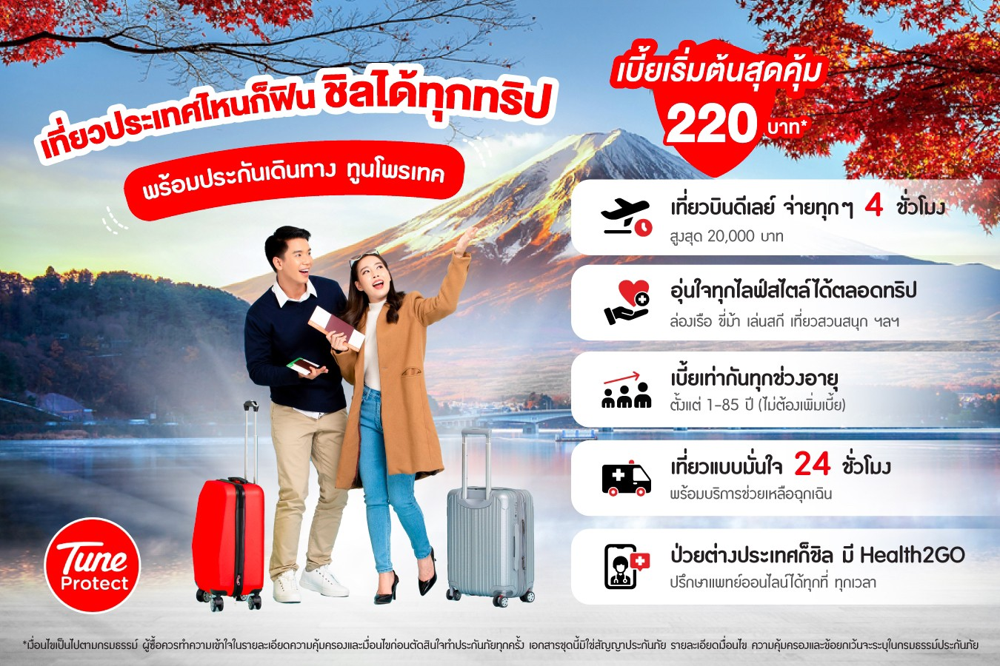 เที่ยวประเทศไหนก็ฟิน ชิลได้ทุกทริป
พร้อมประกันเดินทาง ทูนโพรเทค
เบี้ยเริ่มต้นสุดคุ้ม
220 บาท*
เที่ยวบินดีเลย์ จ่ายทุกๆ 4 ชั่วโมง
สูงสุด 20,000 บาท
อุ่นใจทุกไลฟ์สไตล์ได้ตลอดทริป
ล่องเรือ ขี่ม้า เล่นสกี เที่ยวสวนสนุก ฯลฯ
เบี้ยเท่ากันทุกช่วงอายุ
ตั้งแต่ 1-85 ปี (ไม่ต้องเพิ่มเบี้ย)
เที่ยวแบบมั่นใจ 24 ชั่วโมง
พร้อมบริการช่วยเหลือฉุกเฉิน
ป่วยต่างประเทศก็ชิล มี Health2GO
ปรึกษาแพทย์ออนไลน์ได้ทุกที่ ทุกเวลา
Tune
Protect
*เงื่อนไขเป็นไปตามกรมธรรม์ ผู้ซื้อควรทำความเข้าใจในรายละเอียดความคุ้มครองและเงื่อนไขก่อนตัดสินใจทำประกันภัยทุกครั้ง เอกสารชุดนี้มิใช่สัญญาประกันภัย รายละเอียดเงื่อนไข ความคุ้มครองและข้อยกเว้นจะระบุในกรมธรรม์ประกันภัย